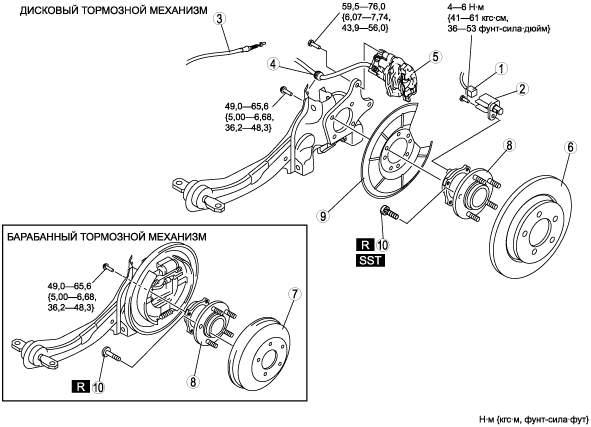 ДИСКОВЫЙ ТОРМОЗНОЙ МЕХАНИЗМ
3
59,5—76,0
{6,07—7,74,
43,9—56,0}
4—6 Н·м
{41—61 кгс·см,
36—53 фунт·сила·дюйм}
4
5
1
2
49,0—65,6
{5,00—6,68,
36,2—48,3}
8
6
9
R 10
SST
БАРАБАННЫЙ ТОРМОЗНОЙ МЕХАНИЗМ
49,0—65,6
{5,00—6,68,
36,2—48,3}
7
8
R 10
Н·м {кгс·м, фунт·сила·фут}